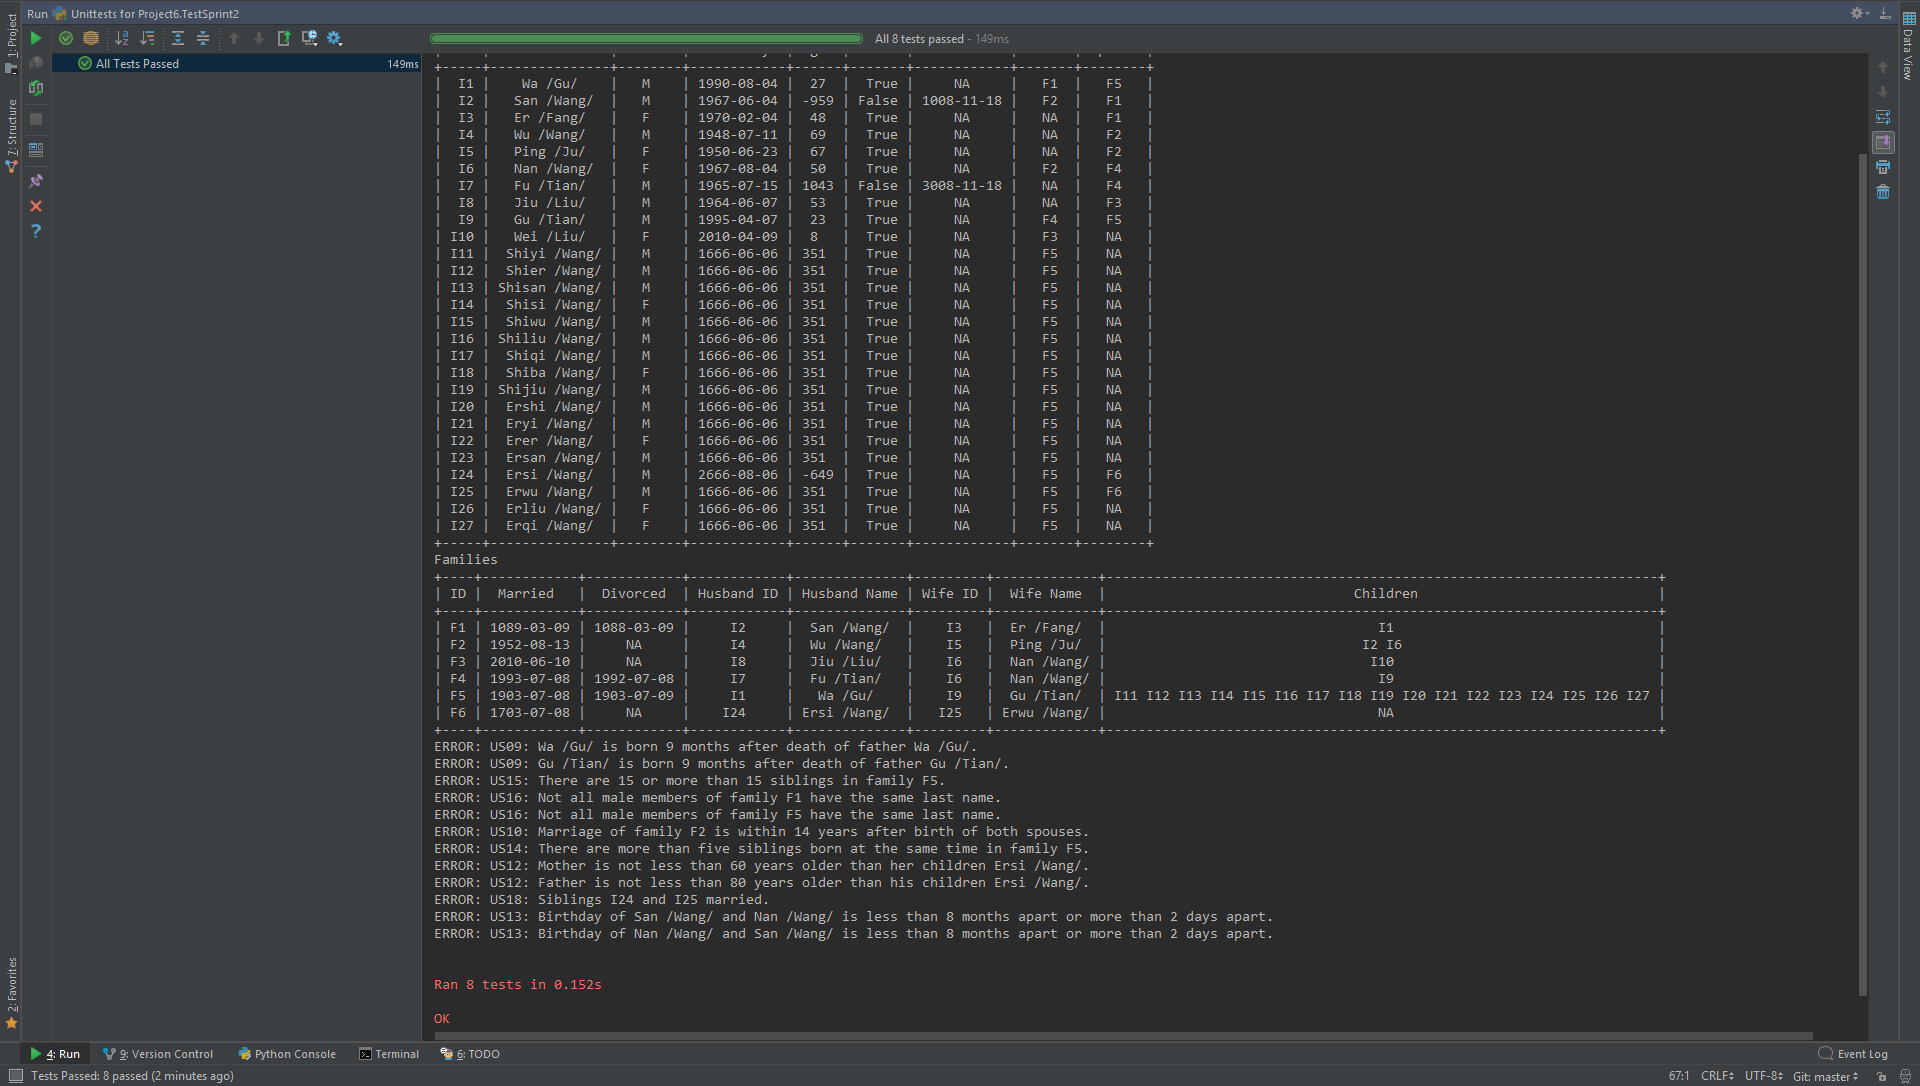 Run Unittests for Project6.TestSprint2
All 8 tests passed - 149ms
All Tests Passed 149ms
1: Project
7: Structure
2: Favorites
Data View
+-----+---------------+--------+------------+------+-------+------------+-------+--------+
| I1 | Wa /Gu/ | M | 1990-08-04 | 27 | True | NA | F1 | F5 |
| I2 | San /Wang/ | M | 1967-06-04 | -959 | False | 1008-11-18 | F2 | F1 |
| I3 | Er /Fang/ | F | 1970-02-04 | 48 | True | NA | NA | F1 |
| I4 | Wu /Wang/ | M | 1948-07-11 | 69 | True | NA | NA | F2 |
| I5 | Ping /Ju/ | F | 1950-06-23 | 67 | True | NA | NA | F2 |
| I6 | Nan /Wang/ | F | 1967-08-04 | 50 | True | NA | F2 | F4 |
| I7 | Fu /Tian/ | M | 1965-07-15 | 1043 | False | 3008-11-18 | NA | F4 |
| I8 | Jiu /Liu/ | M | 1964-06-07 | 53 | True | NA | NA | F3 |
| I9 | Gu /Tian/ | M | 1995-04-07 | 23 | True | NA | F4 | F5 |
| I10 | Wei /Liu/ | F | 2010-04-09 | 8 | True | NA | F3 | NA |
| I11 | Shiyi /Wang/ | M | 1666-06-06 | 351 | True | NA | F5 | NA |
| I12 | Shier /Wang/ | M | 1666-06-06 | 351 | True | NA | F5 | NA |
| I13 | Shisan /Wang/ | M | 1666-06-06 | 351 | True | NA | F5 | NA |
| I14 | Shisi /Wang/ | F | 1666-06-06 | 351 | True | NA | F5 | NA |
| I15 | Shiwu /Wang/ | M | 1666-06-06 | 351 | True | NA | F5 | NA |
| I16 | Shiliu /Wang/ | M | 1666-06-06 | 351 | True | NA | F5 | NA |
| I17 | Shiqi /Wang/ | M | 1666-06-06 | 351 | True | NA | F5 | NA |
| I18 | Shiba /Wang/ | F | 1666-06-06 | 351 | True | NA | F5 | NA |
| I19 | Shijiu /Wang/ | M | 1666-06-06 | 351 | True | NA | F5 | NA |
| I20 | Ershi /Wang/ | M | 1666-06-06 | 351 | True | NA | F5 | NA |
| I21 | Eryi /Wang/ | M | 1666-06-06 | 351 | True | NA | F5 | NA |
| I22 | Erer /Wang/ | F | 1666-06-06 | 351 | True | NA | F5 | NA |
| I23 | Ersan /Wang/ | M | 1666-06-06 | 351 | True | NA | F5 | NA |
| I24 | Ersi /Wang/ | M | 2666-08-06 | -649 | True | NA | F5 | F6 |
| I25 | Erwu /Wang/ | M | 1666-06-06 | 351 | True | NA | F5 | F6 |
| I26 | Erliu /Wang/ | F | 1666-06-06 | 351 | True | NA | F5 | NA |
| I27 | Erqi /Wang/ | F | 1666-06-06 | 351 | True | NA | F5 | NA |
+-----+---------------+--------+------------+------+-------+------------+-------+--------+
Families
+----+------------+------------+------------+--------------+---------+-------------+---------------------------------------------------------------------+
| ID | Married | Divorced | Husband ID | Husband Name | Wife ID | Wife Name | Children |
+----+------------+------------+------------+--------------+---------+-------------+---------------------------------------------------------------------+
| F1 | 1089-03-09 | 1088-03-09 | I2 | San /Wang/ | I3 | Er /Fang/ | I1 |
| F2 | 1952-08-13 | NA | I4 | Wu /Wang/ | I5 | Ping /Ju/ | I2 I6 |
| F3 | 2010-06-10 | NA | I8 | Jiu /Liu/ | I6 | Nan /Wang/ | I10 |
| F4 | 1993-07-08 | 1992-07-08 | I7 | Fu /Tian/ | I6 | Nan /Wang/ | I9 |
| F5 | 1903-07-08 | 1903-07-09 | I1 | Wa /Gu/ | I9 | Gu /Tian/ | I11 I12 I13 I14 I15 I16 I17 I18 I19 I20 I21 I22 I23 I24 I25 I26 I27 |
| F6 | 1703-07-08 | NA | I24 | Ersi /Wang/ | I25 | Erwu /Wang/ | NA |
+----+------------+------------+------------+--------------+---------+-------------+---------------------------------------------------------------------+
ERROR: US09: Wa /Gu/ is born 9 months after death of father Wa /Gu/.
ERROR: US09: Gu /Tian/ is born 9 months after death of father Gu /Tian/.
ERROR: US15: There are 15 or more than 15 siblings in family F5.
ERROR: US16: Not all male members of family F1 have the same last name.
ERROR: US16: Not all male members of family F5 have the same last name.
ERROR: US10: Marriage of family F2 is within 14 years after birth of both spouses.
ERROR: US14: There are more than five siblings born at the same time in family F5.
ERROR: US12: Mother is not less than 60 years older than her children Ersi /Wang/.
ERROR: US12: Father is not less than 80 years older than his children Ersi /Wang/.
ERROR: US18: Siblings I24 and I25 married.
ERROR: US13: Birthday of San /Wang/ and Nan /Wang/ is less than 8 months apart or more than 2 days apart.
ERROR: US13: Birthday of Nan /Wang/ and San /Wang/ is less than 8 months apart or more than 2 days apart.
Ran 8 tests in 0.152s
OK
4: Run 9: Version Control Python Console Terminal 6: TODO Event Log
Tests Passed: 8 passed (2 minutes ago) 67:1 CRLF UTF-8 Git: master